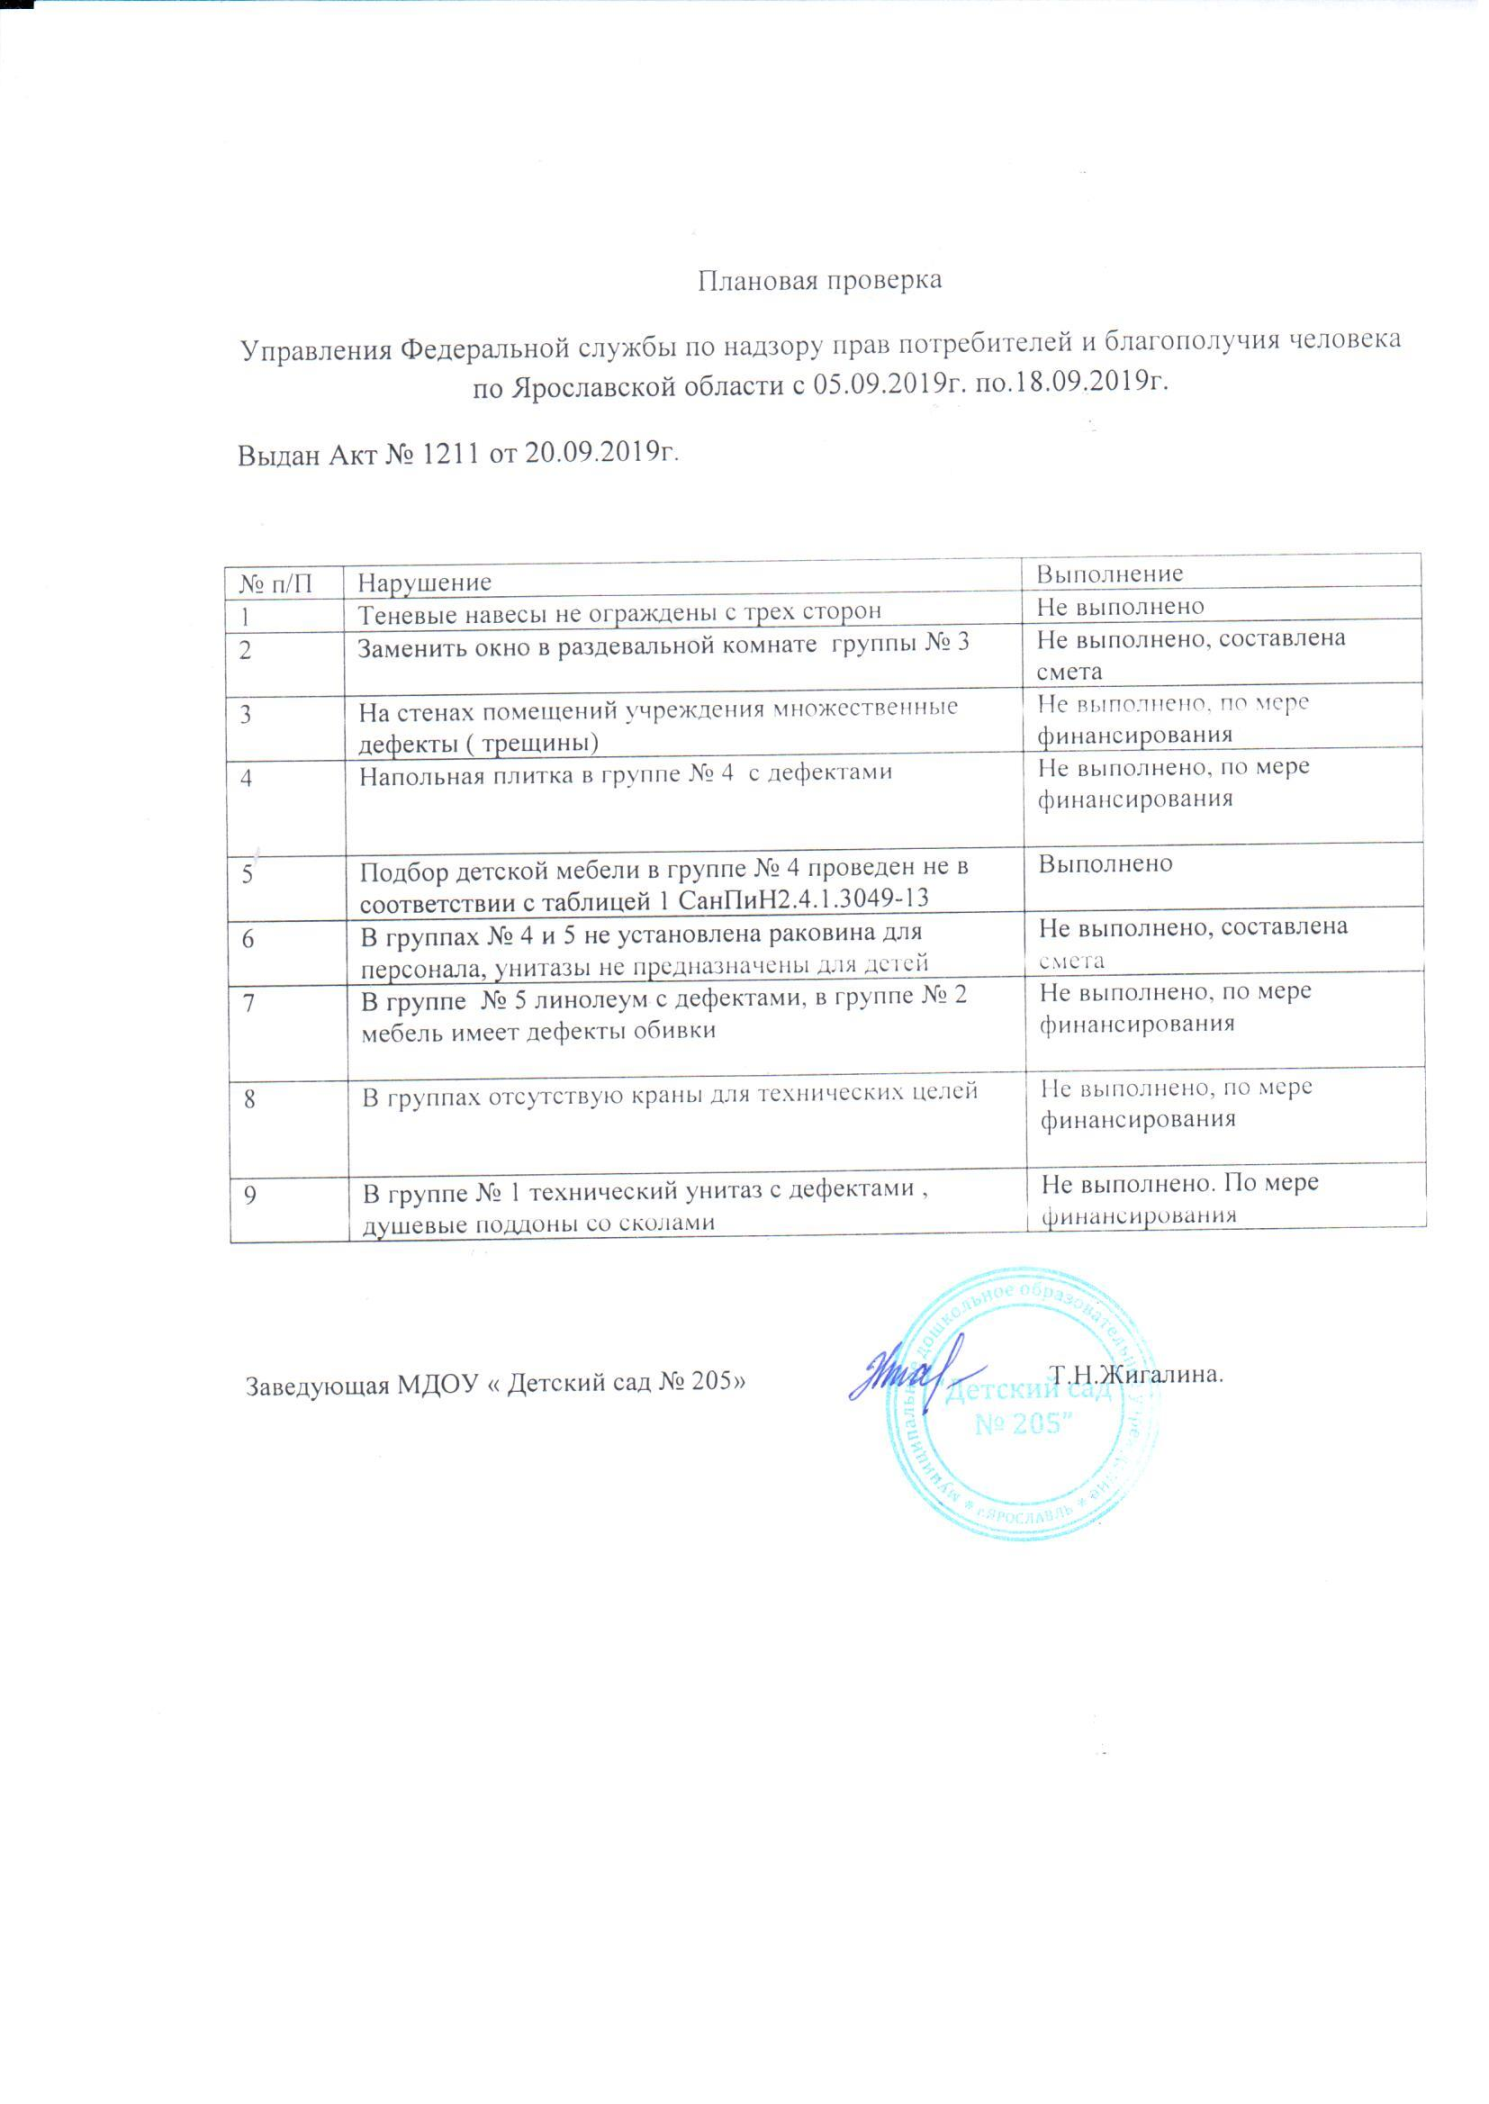 Плановая проверка
Управления Федеральной службы по надзору прав потребителей и благополучия человека
по Ярославской области с 05.09.2019г. по.18.09.2019г.
Выдан Акт № 1211 от 20.09.2019г.
№ п/П Нарушение Выполнение
1 Теневые навесы не ограждены с трех сторон Не выполнено
2 Заменить окно в раздевальной комнате группы № 3 Не выполнено, составлена
смета
3 На стенах помещений учреждения множественные Не выполнено, по мере
дефекты ( трещины) финансирования
4 Напольная плитка в группе № 4 с дефектами Не выполнено, по мере
финансирования
5 Подбор детской мебели в группе № 4 проведен не в Выполнено
соответствии с таблицей 1 СанПиН2.4.1.3049-13
6 В группах № 4 и 5 не установлена раковина для Не выполнено, составлена
персонала, унитазы не предназначены для детей смета
7 В группе № 5 линолеум с дефектами, в группе № 2 Не выполнено, по мере
мебель имеет дефекты обивки финансирования
8 В группах отсутствую краны для технических целей Не выполнено, по мере
финансирования
9 В группе № 1 технический унитаз с дефектами , Не выполнено. По мере
душевые поддоны со сколами финансирования
Заведующая МДОУ « Детский сад № 205» Т.Н.Жигалина.
муниципальное дошкольное образовательное учреждение * г.ЯРОСЛАВЛЬ *
Детский сад
№ 205"